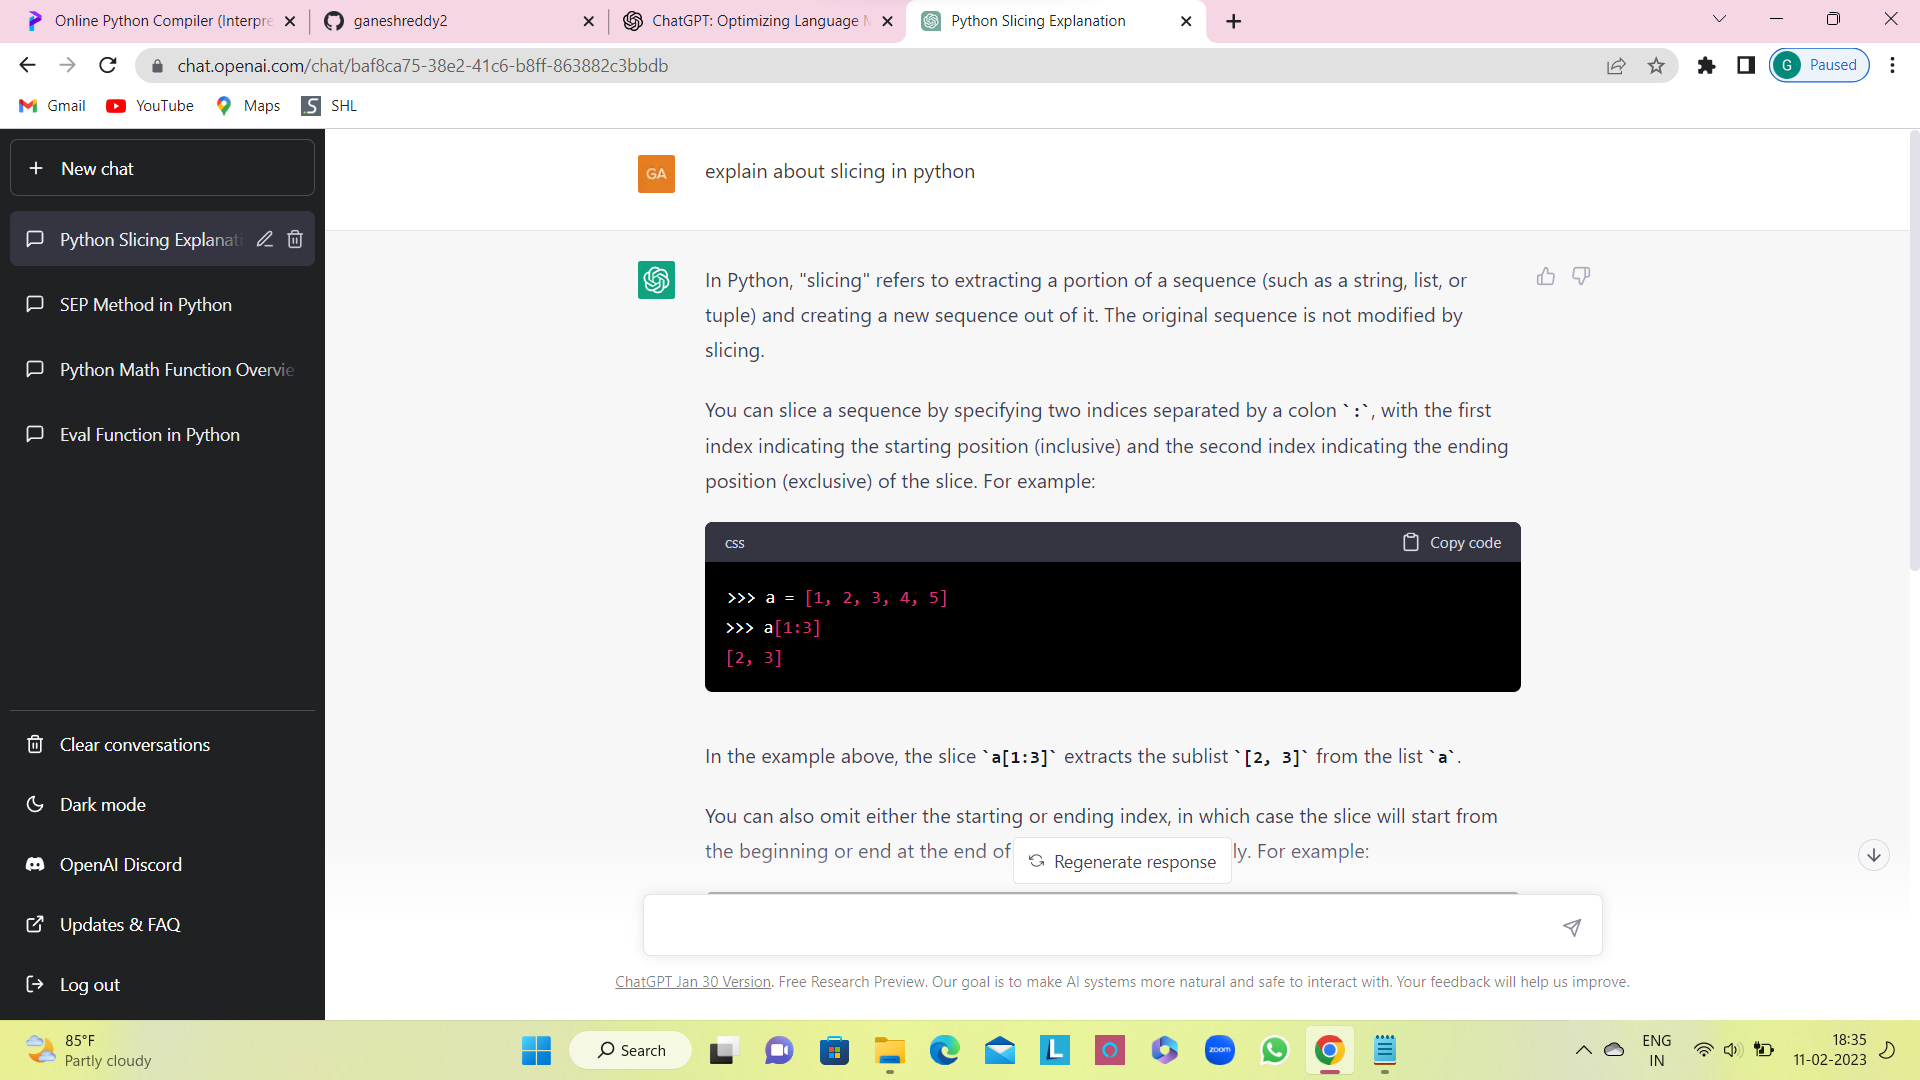 Online Python Compiler (Interpre
ganeshreddy2
ChatGPT: Optimizing Language M
Python Slicing Explanation
chat.openai.com/chat/baf8ca75-38e2-41c6-b8ff-863882c3bbdb
G Paused
Gmail
YouTube
Maps
SHL
New chat
Python Slicing Explanati
SEP Method in Python
Python Math Function Overvie
Eval Function in Python
Clear conversations
Dark mode
OpenAI Discord
Updates & FAQ
Log out
GA
explain about slicing in python
In Python, "slicing" refers to extracting a portion of a sequence (such as a string, list, or
tuple) and creating a new sequence out of it. The original sequence is not modified by
slicing.
You can slice a sequence by specifying two indices separated by a colon `:`, with the first
index indicating the starting position (inclusive) and the second index indicating the ending
position (exclusive) of the slice. For example:
css
Copy code
>>> a = [1, 2, 3, 4, 5]
>>> a[1:3]
[2, 3]
In the example above, the slice `a[1:3]` extracts the sublist `[2, 3]` from the list `a`.
You can also omit either the starting or ending index, in which case the slice will start from
the beginning or end at the end of
ly. For example:
Regenerate response
ChatGPT Jan 30 Version. Free Research Preview. Our goal is to make AI systems more natural and safe to interact with. Your feedback will help us improve.
85°F
Partly cloudy
Search
L
zoom
ENG
IN
18:35
11-02-2023